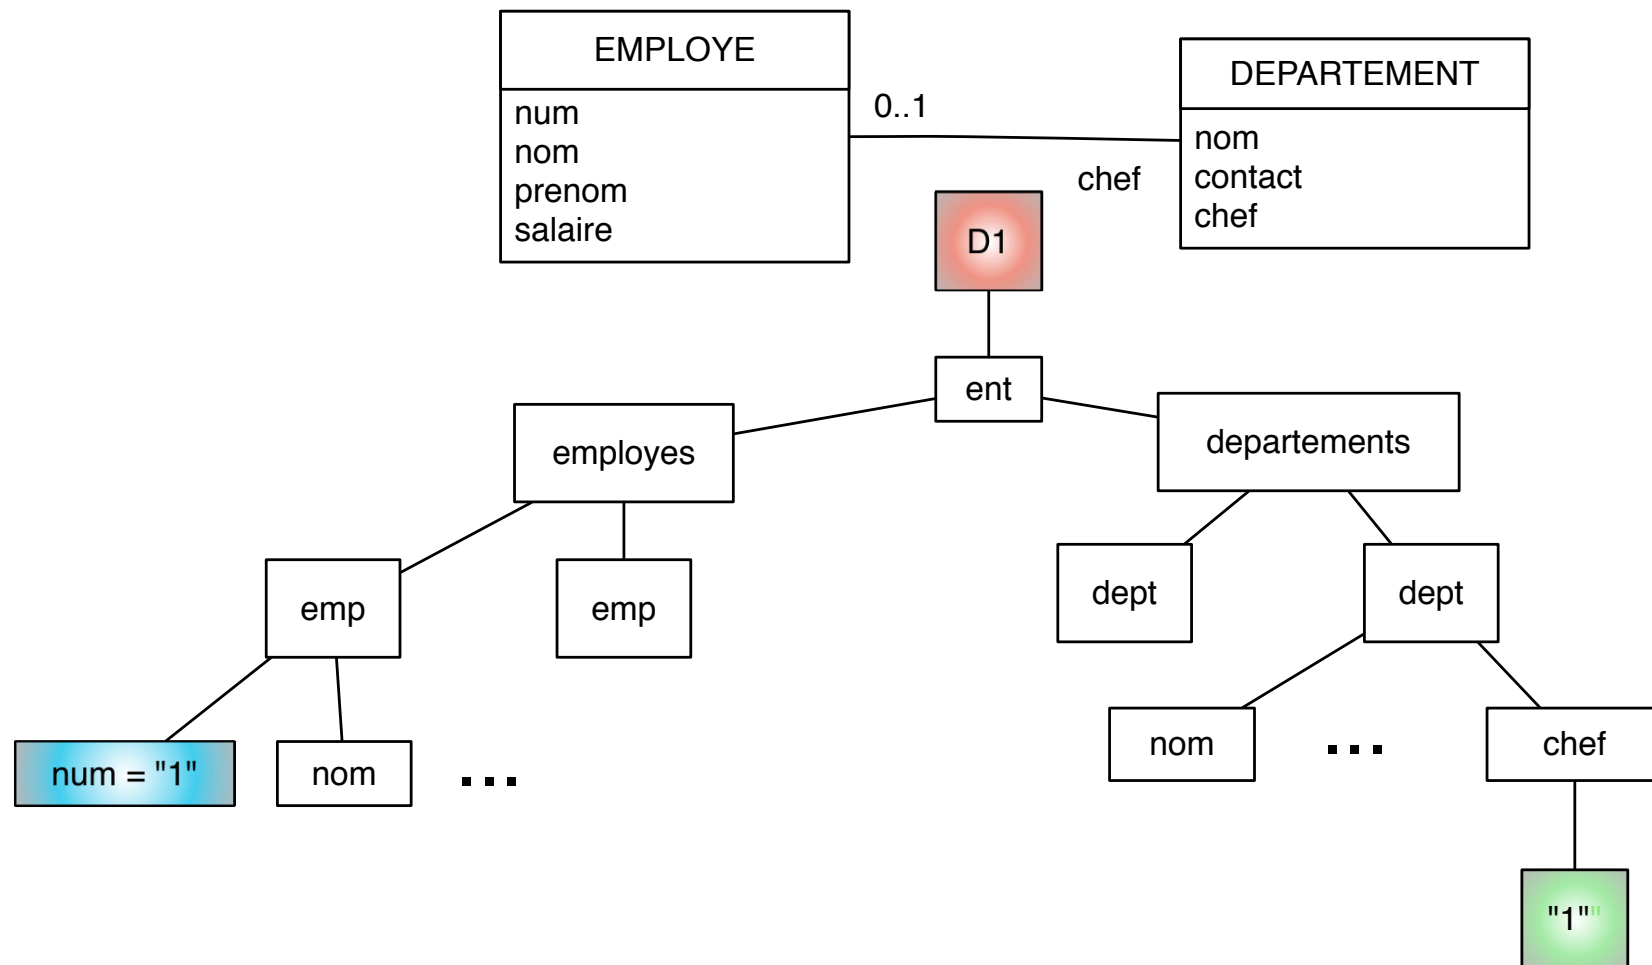 EMPLOYE
num
nom
prenom
salaire
0..1
chef
DEPARTEMENT
nom
contact
chef
D1
ent
employes
departements
emp
emp
dept
dept
num = "1"
nom
...
nom
...
chef
"1""